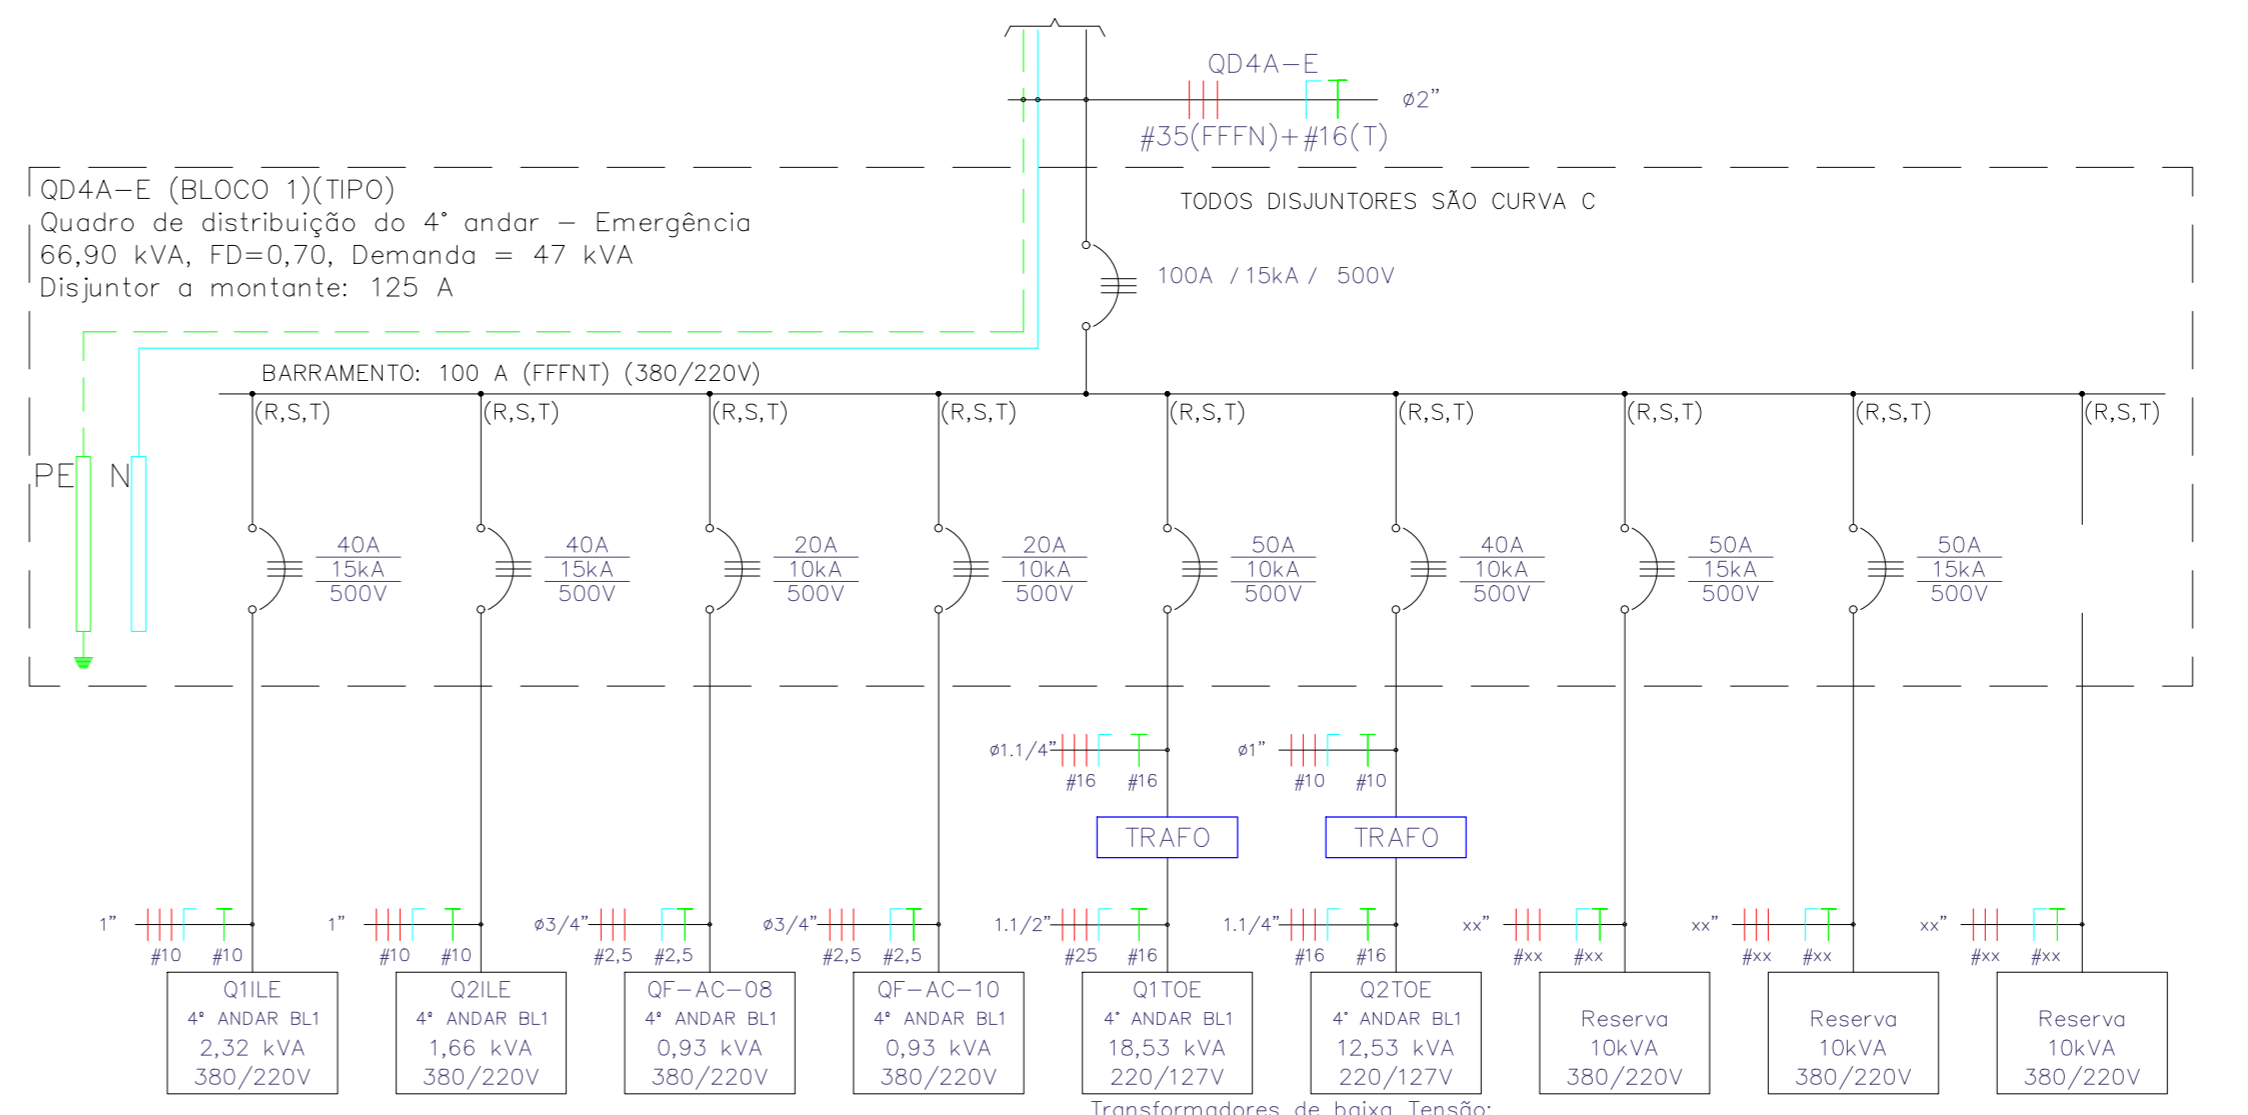 QD4A-E
ø2”
#35(FFFN)+#16(T)
QD4A-E (BLOCO 1)(TIPO)
Quadro de distribuição do 4° andar - Emergência
66,90 kVA, FD=0,70, Demanda = 47 kVA
Disjuntor a montante: 125 A
TODOS DISJUNTORES SÃO CURVA C
100A / 15kA / 500V
BARRAMENTO: 100 A (FFFNT) (380/220V)
(R,S,T) (R,S,T) (R,S,T) (R,S,T) (R,S,T) (R,S,T) (R,S,T) (R,S,T) (R,S,T)
PE N
40A 40A 20A 20A 50A 40A 50A 50A
15kA 15kA 10kA 10kA 10kA 10kA 15kA 15kA
500V 500V 500V 500V 500V 500V 500V 500V
ø1.1/4” ø1”
#16 #16 #10 #10
TRAFO TRAFO
1” 1” ø3/4” ø3/4” 1.1/2” 1.1/4” xx” xx” xx”
#10 #10 #10 #10 #2,5 #2,5 #2,5 #2,5 #25 #16 #16 #16 #xx #xx #xx #xx #xx #xx
Q1ILE Q2ILE QF-AC-08 QF-AC-10 Q1TOE Q2TOE
4° ANDAR BL1 4° ANDAR BL1 4° ANDAR BL1 4° ANDAR BL1 4° ANDAR BL1 4° ANDAR BL1 Reserva Reserva Reserva
2,32 kVA 1,66 kVA 0,93 kVA 0,93 kVA 18,53 kVA 12,53 kVA 10kVA 10kVA 10kVA
380/220V 380/220V 380/220V 380/220V 220/127V 220/127V 380/220V 380/220V 380/220V
Transformadores de baixa Tensão: